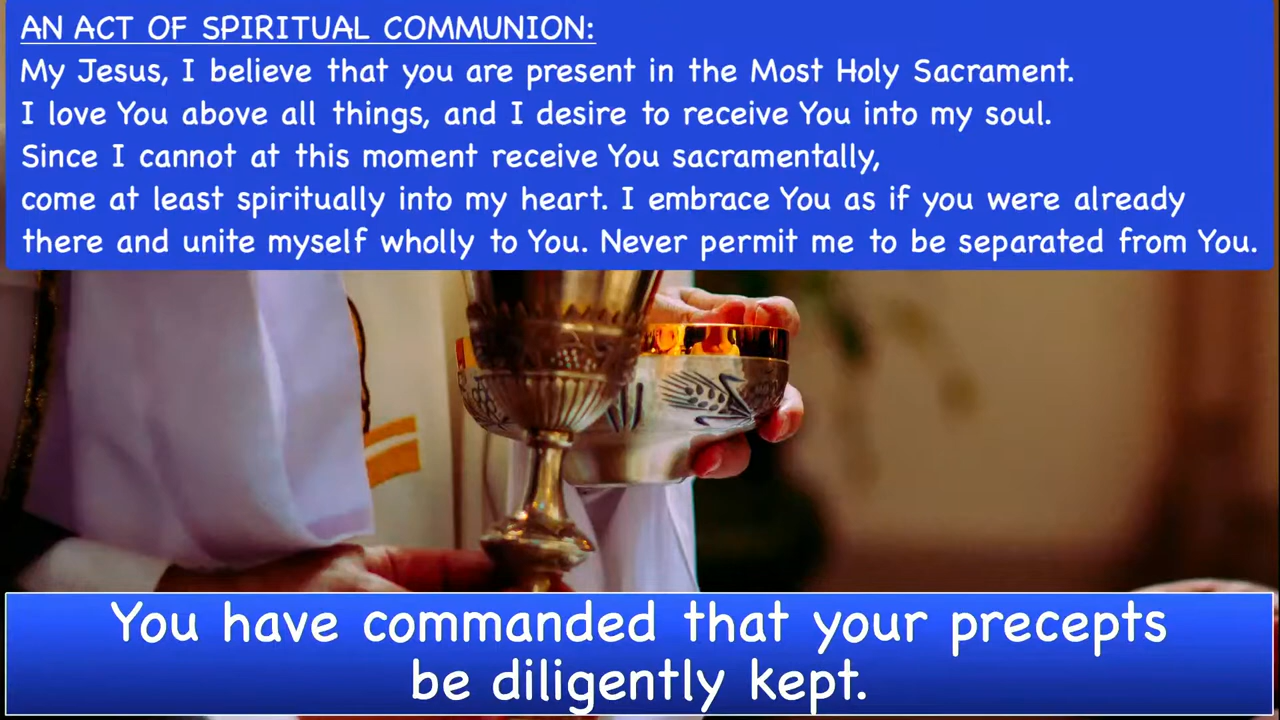 AN ACT OF SPIRITUAL COMMUNION:
My Jesus, I believe that you are present in the Most Holy Sacrament.
I love You above all things, and I desire to receive You into my soul.
Since I cannot at this moment receive You sacramentally,
come at least spiritually into my heart. I embrace You as if you were already
there and unite myself wholly to You. Never permit me to be separated from You.
You have commanded that your precepts
be diligently kept.